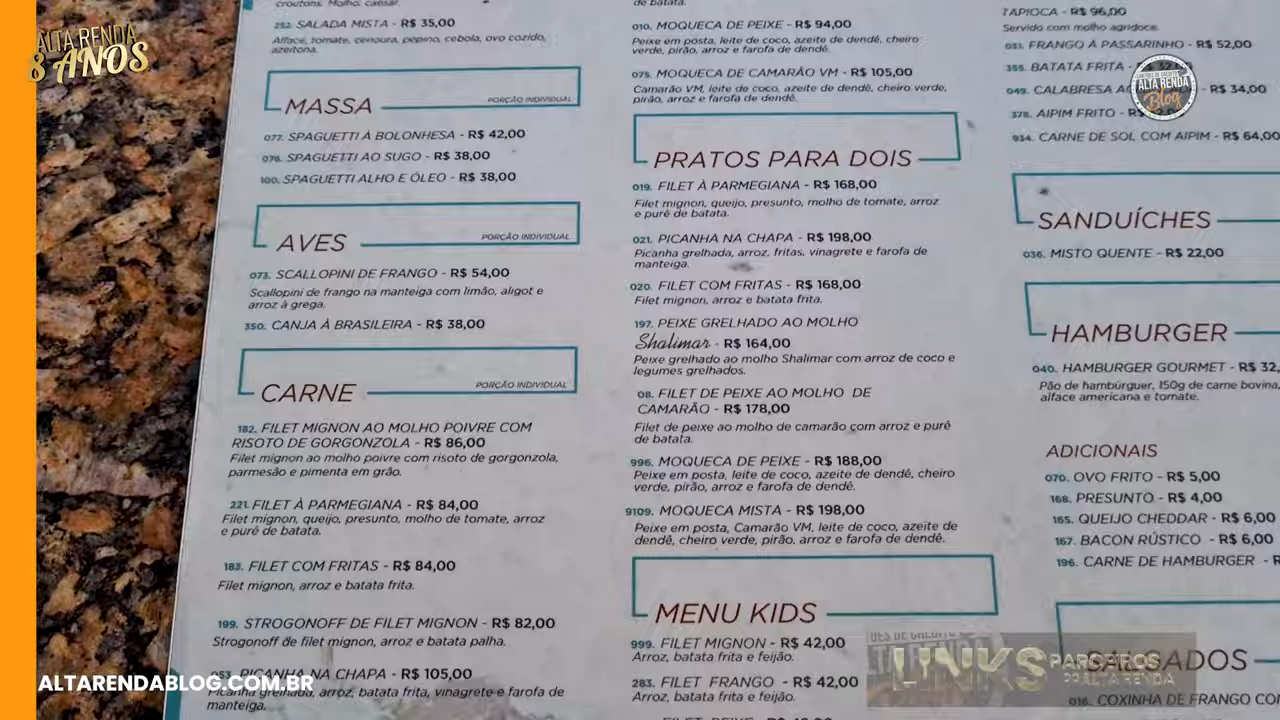 ALTA RENDA
8 ANOS
croutons. Molho, caesar.
252. SALADA MISTA - R$ 35,00
Alface, tomate, cenoura, pepino, cebola, ovo cozido,
azeitona.
MASSA
PORÇÃO INDIVIDUAL
077. SPAGUETTI À BOLONHESA - R$ 42,00
076. SPAGUETTI AO SUGO - R$ 38,00
100. SPAGUETTI ALHO E ÓLEO - R$ 38,00
AVES
PORÇÃO INDIVIDUAL
073. SCALLOPINI DE FRANGO - R$ 54,00
Scallopini de frango na manteiga com limão, aligot e
arroz à grega.
350. CANJA À BRASILEIRA - R$ 38,00
CARNE
PORÇÃO INDIVIDUAL
182. FILET MIGNON AO MOLHO POIVRE COM
RISOTO DE GORGONZOLA - R$ 86,00
Filet mignon ao molho poivre com risoto de gorgonzola,
parmesão e pimenta em grão.
221. FILET À PARMEGIANA - R$ 84,00
Filet mignon, queijo, presunto, molho de tomate, arroz
e purê de batata.
183. FILET COM FRITAS - R$ 84,00
Filet mignon, arroz e batata frita.
199. STROGONOFF DE FILET MIGNON - R$ 82,00
Strogonoff de filet mignon, arroz e batata palha.
PICANHA NA CHAPA - R$ 105,00
Picanha grelhada, arroz, batata frita, vinagrete e farofa de
manteiga.
de batata.
010. MOQUECA DE PEIXE - R$ 94,00
Peixe em posta, leite de coco, azeite de dendê, cheiro
verde, pirão, arroz e farofa de dendê.
075. MOQUECA DE CAMARÃO VM - R$ 105,00
Camarão VM, leite de coco, azeite de dendê, cheiro verde,
pirão, arroz e farofa de dendê.
PRATOS PARA DOIS
019. FILET À PARMEGIANA - R$ 168,00
Filet mignon, queijo, presunto, molho de tomate, arroz
e purê de batata.
021. PICANHA NA CHAPA - R$ 198,00
Picanha grelhada, arroz, fritas, vinagrete e farofa de
manteiga.
020. FILET COM FRITAS - R$ 168,00
Filet mignon, arroz e batata frita.
197. PEIXE GRELHADO AO MOLHO
Shalimar - R$ 164,00
Peixe grelhado ao molho Shalimar com arroz de coco e
legumes grelhados.
08. FILET DE PEIXE AO MOLHO DE
CAMARÃO - R$ 178,00
Filet de peixe ao molho de camarão com arroz e purê
de batata.
996. MOQUECA DE PEIXE - R$ 188,00
Peixe em posta, leite de coco, azeite de dendê, cheiro
verde, pirão, arroz e farofa de dendê.
9109. MOQUECA MISTA - R$ 198,00
Peixe em posta, Camarão VM, leite de coco, azeite de
dendê, cheiro verde, pirão, arroz e farofa de dendê.
MENU KIDS
999. FILET MIGNON - R$ 42,00
Arroz, batata frita e feijão.
283. FILET FRANGO - R$ 42,00
Arroz, batata frita e feijão.
TAPIOCA - R$ 96,00
Servido com molho agridoce.
031. FRANGO À PASSARINHO - R$ 52,00
355. BATATA FRITA - R$
049. CALABRESA R$ 34,00
378. AIPIM FRITO - R$
934. CARNE DE SOL COM AIPIM - R$ 64,00
SANDUÍCHES
036. MISTO QUENTE - R$ 22,00
HAMBURGER
040. HAMBURGER GOURMET - R$ 32,
Pão de hambúrguer, 150g de carne bovina,
alface americana e tomate.
ADICIONAIS
070. OVO FRITO - R$ 5,00
168. PRESUNTO - R$ 4,00
165. QUEIJO CHEDDAR - R$ 6,00
167. BACON RÚSTICO - R$ 6,00
196. CARNE DE HAMBURGER - R
SALGADOS
016. COXINHA DE FRANGO CO
ALTA RENDA
Blog
LINKS PARCEIROS
ALTA RENDA
ALTARENDABLOG.COM.BR